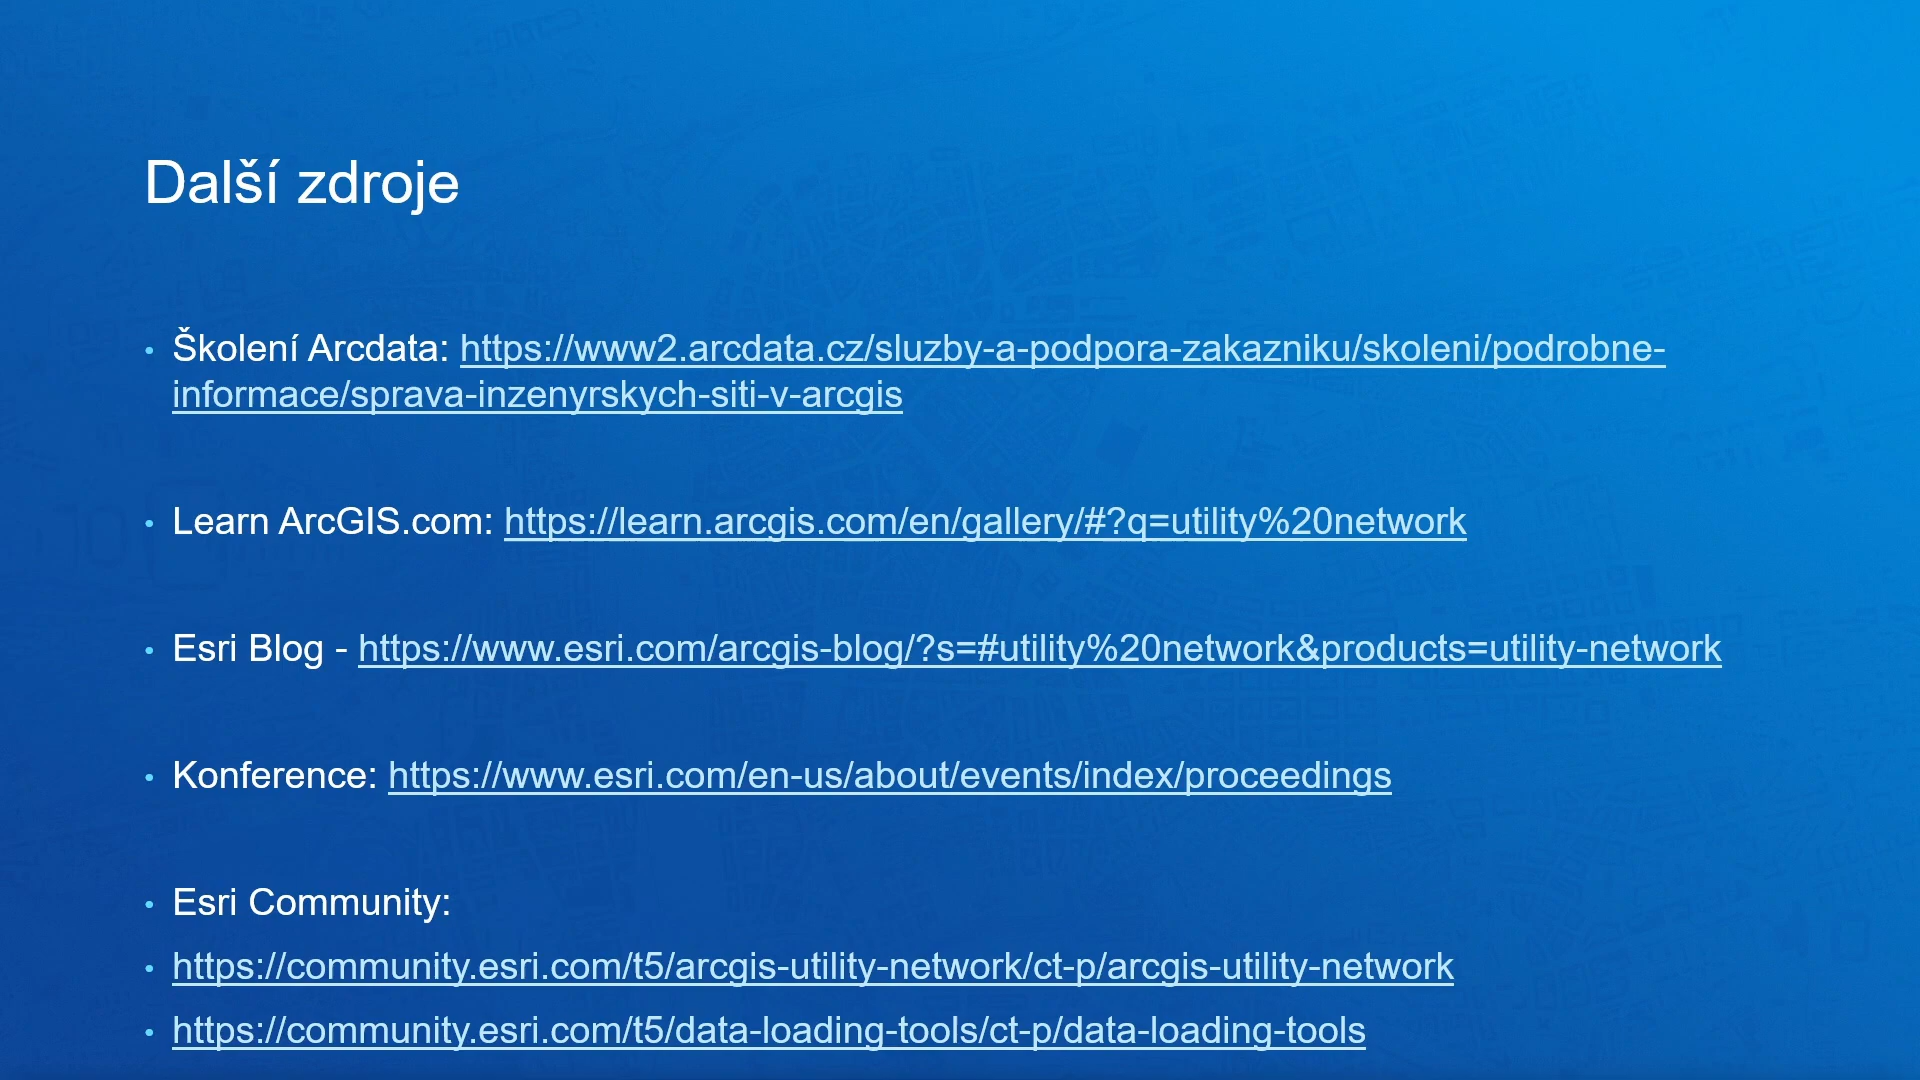 Další zdroje
• Školení Arcdata: https://www2.arcdata.cz/sluzby-a-podpora-zakazniku/skoleni/podrobne-
informace/sprava-inzenyrskych-siti-v-arcgis
• Learn ArcGIS.com: https://learn.arcgis.com/en/gallery/#?q=utility%20network
• Esri Blog - https://www.esri.com/arcgis-blog/?s=#utility%20network&products=utility-network
• Konference: https://www.esri.com/en-us/about/events/index/proceedings
• Esri Community:
• https://community.esri.com/t5/arcgis-utility-network/ct-p/arcgis-utility-network
• https://community.esri.com/t5/data-loading-tools/ct-p/data-loading-tools